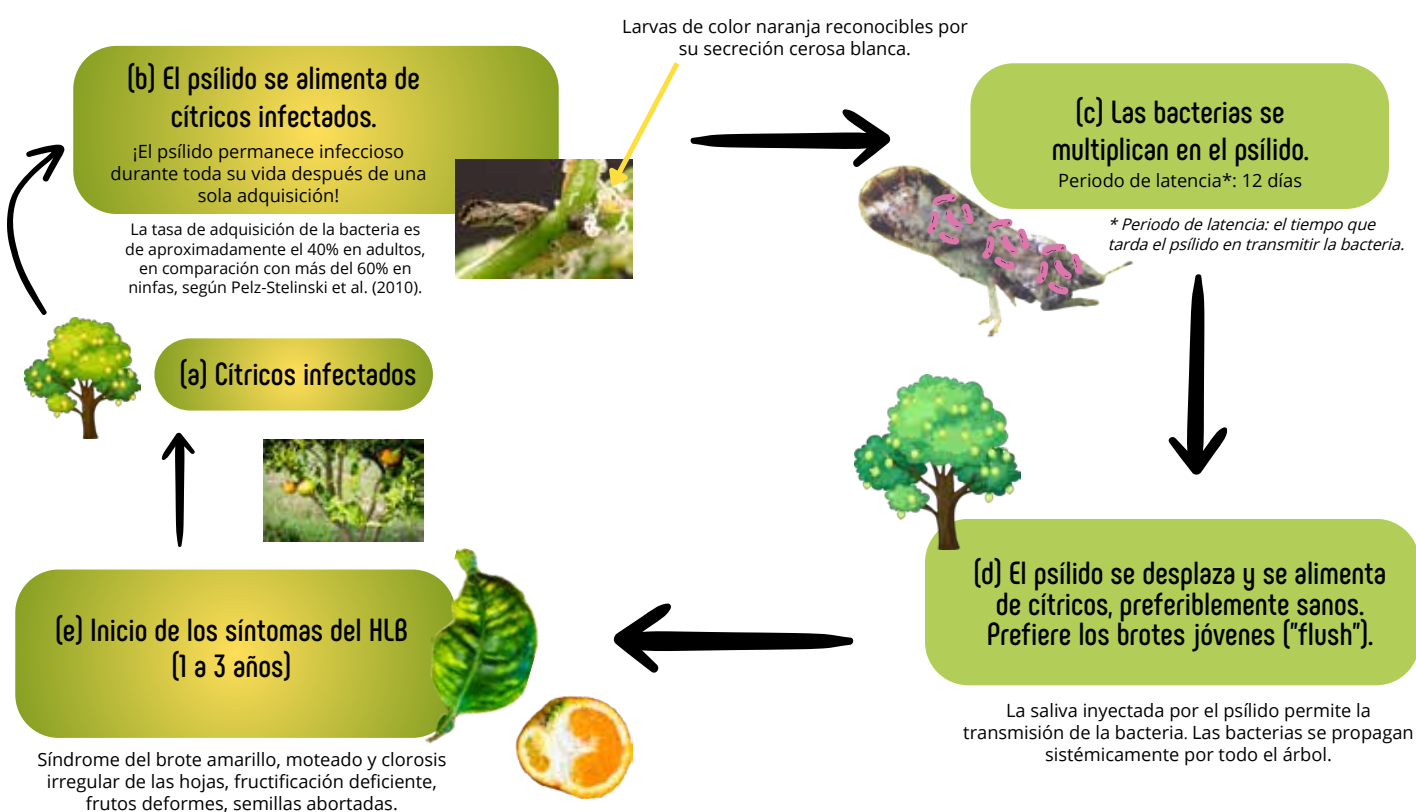 Larvas de color naranja reconocibles por
su secreción cerosa blanca.
(b) El psílido se alimenta de
cítricos infectados.
¡El psílido permanece infeccioso
durante toda su vida después de una
sola adquisición!
La tasa de adquisición de la bacteria es
de aproximadamente el 40% en adultos,
en comparación con más del 60% en
ninfas, según Pelz-Stelinski et al. (2010).
(c) Las bacterias se
multiplican en el psílido.
Periodo de latencia*: 12 días
* Periodo de latencia: el tiempo que
tarda el psílido en transmitir la bacteria.
(a) Cítricos infectados
(d) El psílido se desplaza y se alimenta
de cítricos, preferiblemente sanos.
Prefiere los brotes jóvenes ("flush").
La saliva inyectada por el psílido permite la
transmisión de la bacteria. Las bacterias se propagan
sistémicamente por todo el árbol.
(e) Inicio de los síntomas del HLB
(1 a 3 años)
Síndrome del brote amarillo, moteado y clorosis
irregular de las hojas, fructificación deficiente,
frutos deformes, semillas abortadas.